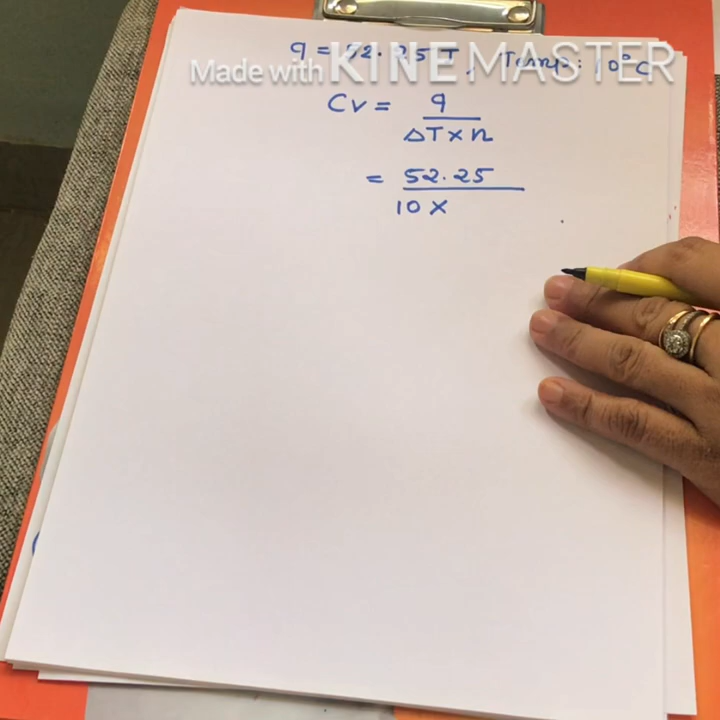 q = 52.25 J, Temp: 10°C
Made with KINEMASTER
Cv = q
ΔT x n
= 52.25
10 x